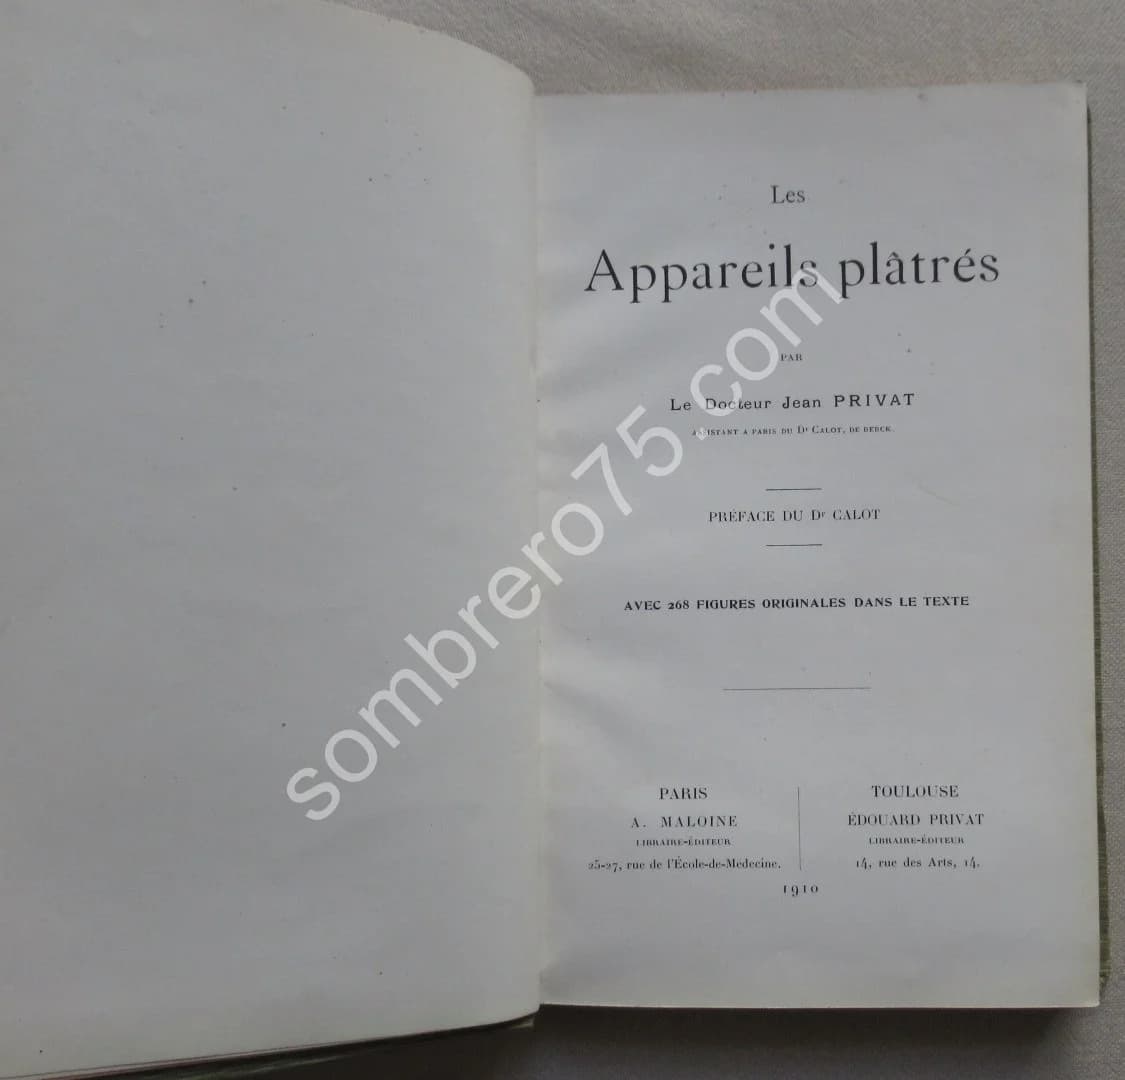 Les
Appareils plâtrés
PAR
Le Docteur Jean PRIVAT
ASSISTANT A PARIS DU Dr CALOT, DE BERCK.
PRÉFACE DU Dr CALOT
AVEC 268 FIGURES ORIGINALES DANS LE TEXTE
PARIS
A. MALOINE
LIBRAIRE-ÉDITEUR
25-27, rue de l'École-de-Médecine.
TOULOUSE
ÉDOUARD PRIVAT
LIBRAIRE-ÉDITEUR
14, rue des Arts, 14.
1910
sombrero75.com